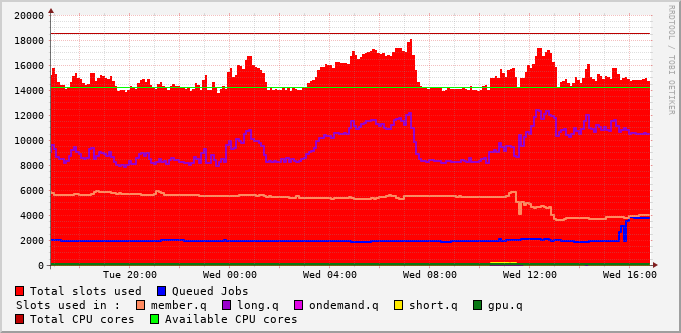 20000
18000
16000
14000
12000
10000
8000
6000
4000
2000
0
Tue 20:00 Wed 00:00 Wed 04:00 Wed 08:00 Wed 12:00 Wed 16:00
RRDTOOL / TOBI OETIKER
Total slots used Queued Jobs
Slots used in : member.q long.q ondemand.q short.q gpu.q
Total CPU cores Available CPU cores